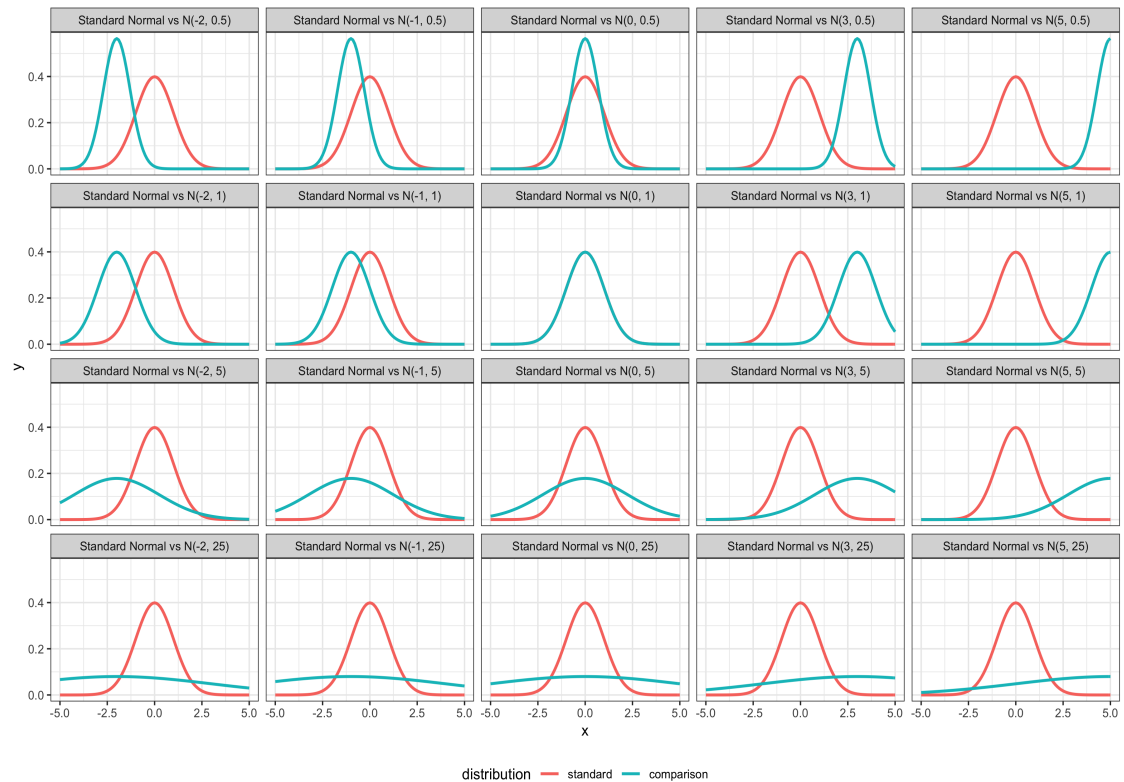 Standard Normal vs N(-2, 0.5)
Standard Normal vs N(-1, 0.5)
Standard Normal vs N(0, 0.5)
Standard Normal vs N(3, 0.5)
Standard Normal vs N(5, 0.5)
0.4
0.2
0.0
Standard Normal vs N(-2, 1)
Standard Normal vs N(-1, 1)
Standard Normal vs N(0, 1)
Standard Normal vs N(3, 1)
Standard Normal vs N(5, 1)
0.4
0.2
0.0
y
Standard Normal vs N(-2, 5)
Standard Normal vs N(-1, 5)
Standard Normal vs N(0, 5)
Standard Normal vs N(3, 5)
Standard Normal vs N(5, 5)
0.4
0.2
0.0
Standard Normal vs N(-2, 25)
Standard Normal vs N(-1, 25)
Standard Normal vs N(0, 25)
Standard Normal vs N(3, 25)
Standard Normal vs N(5, 25)
0.4
0.2
0.0
-5.0 -2.5 0.0 2.5 5.0
-5.0 -2.5 0.0 2.5 5.0
-5.0 -2.5 0.0 2.5 5.0
-5.0 -2.5 0.0 2.5 5.0
-5.0 -2.5 0.0 2.5 5.0
x
distribution standard comparison